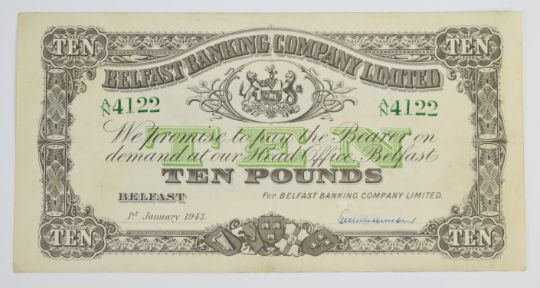 TEN TEN
BELFAST BANKING COMPANY LIMITED
A/N 4122 A/N 4122
TEN
We promise to pay the Bearer on
demand at our Head Office, Belfast
TEN POUNDS
BELFAST For BELFAST BANKING COMPANY LIMITED.
1st January 1943.
TEN TEN